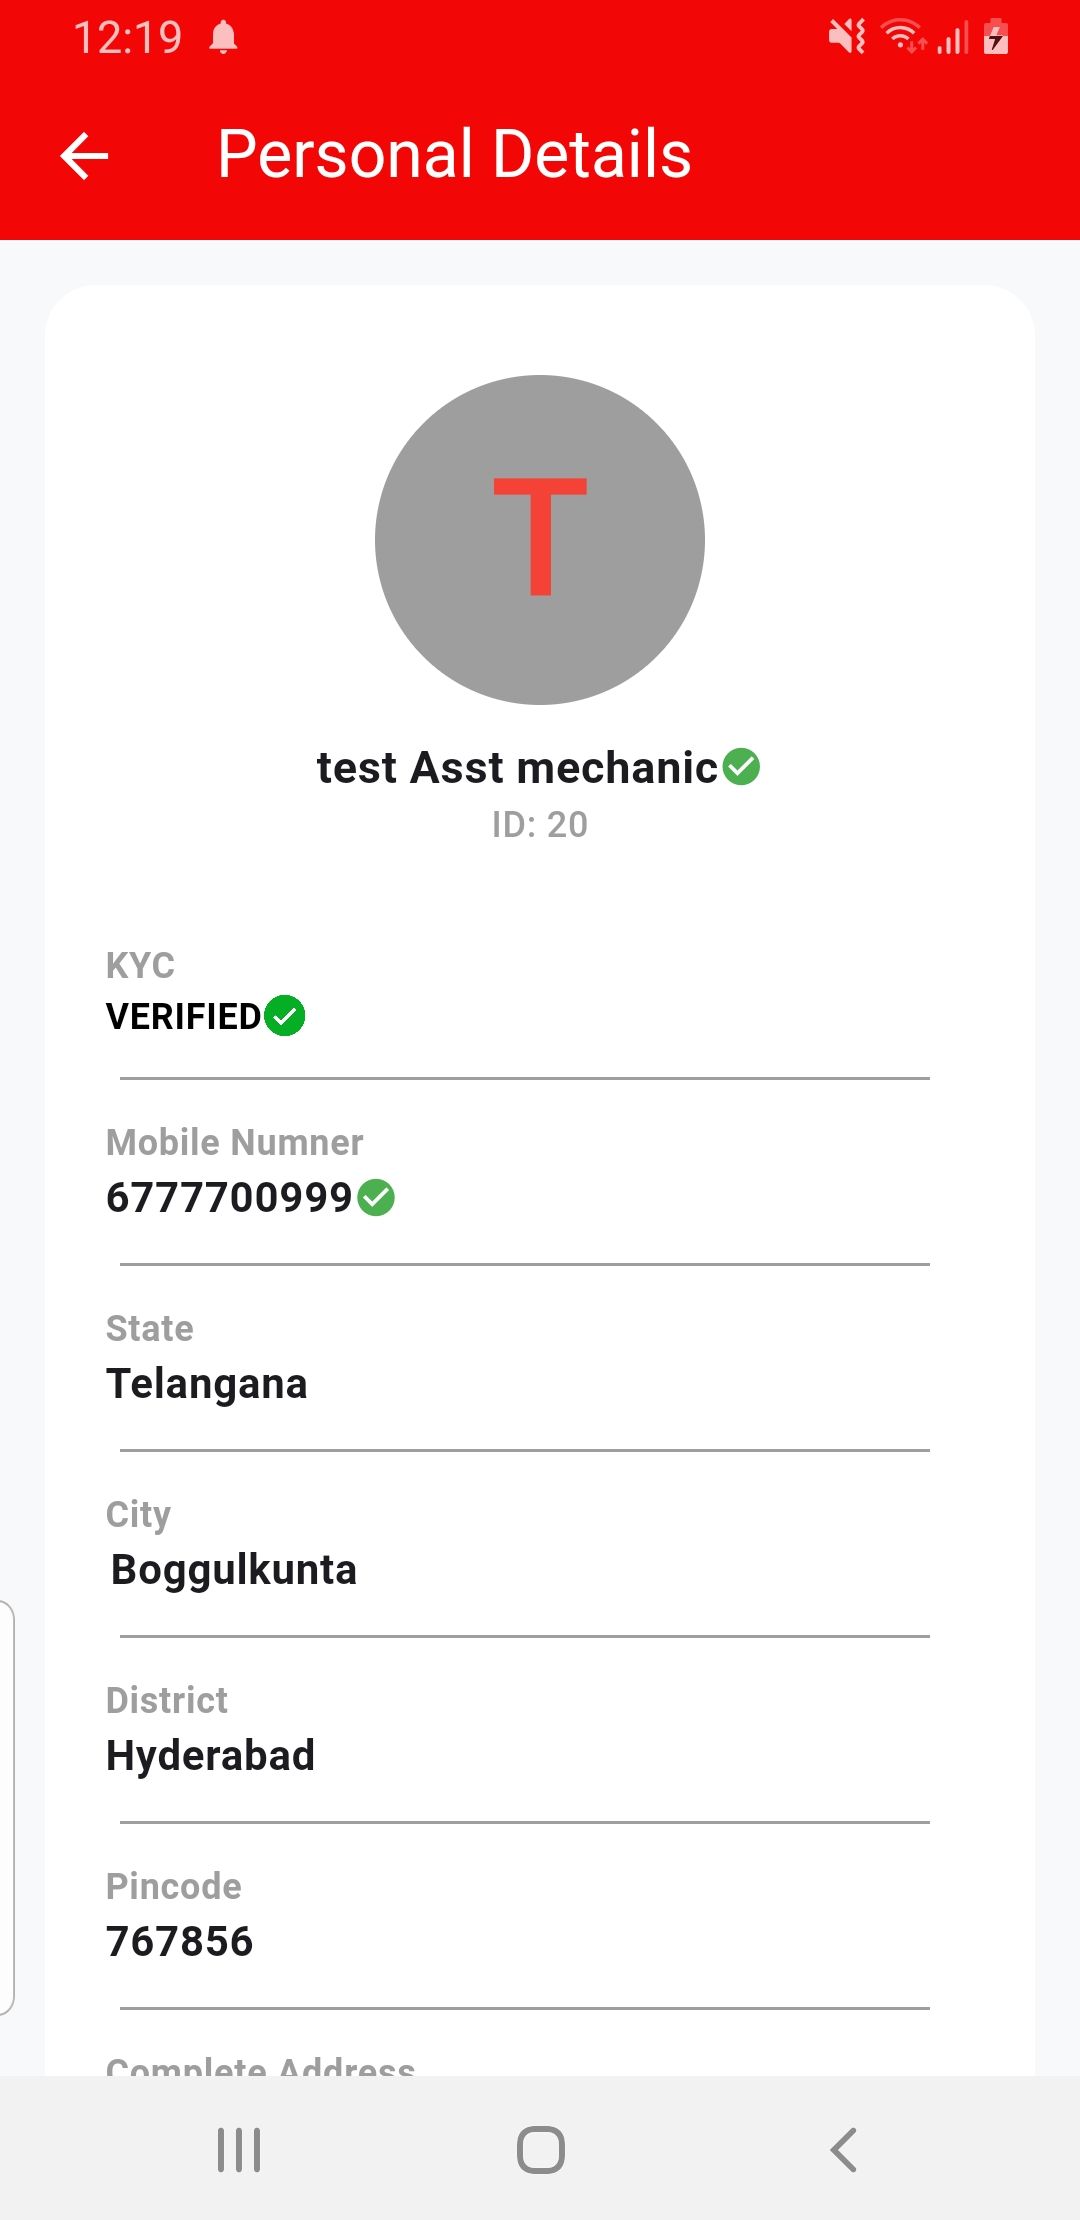 12:19
Personal Details
T
test Asst mechanic
ID: 20
KYC
VERIFIED
Mobile Numner
6777700999
State
Telangana
City
Boggulkunta
District
Hyderabad
Pincode
767856
Complete Address